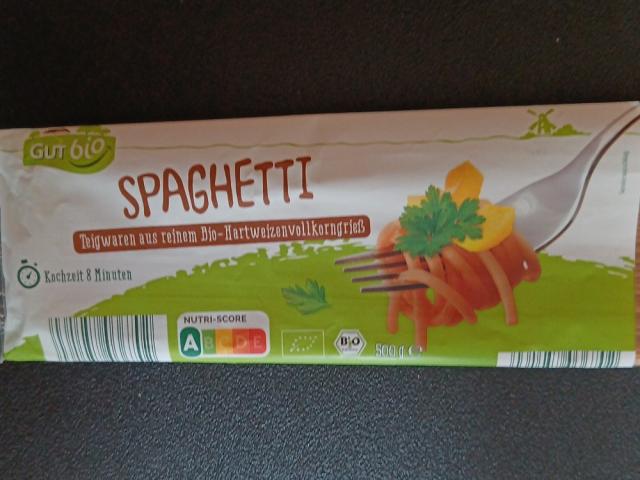 GUT bio
SPAGHETTI
Teigwaren aus reinem Bio-Hartweizenvollkorngrieß
Kochzeit 8 Minuten
NUTRI-SCORE
A B C D E
BIO
500 g e